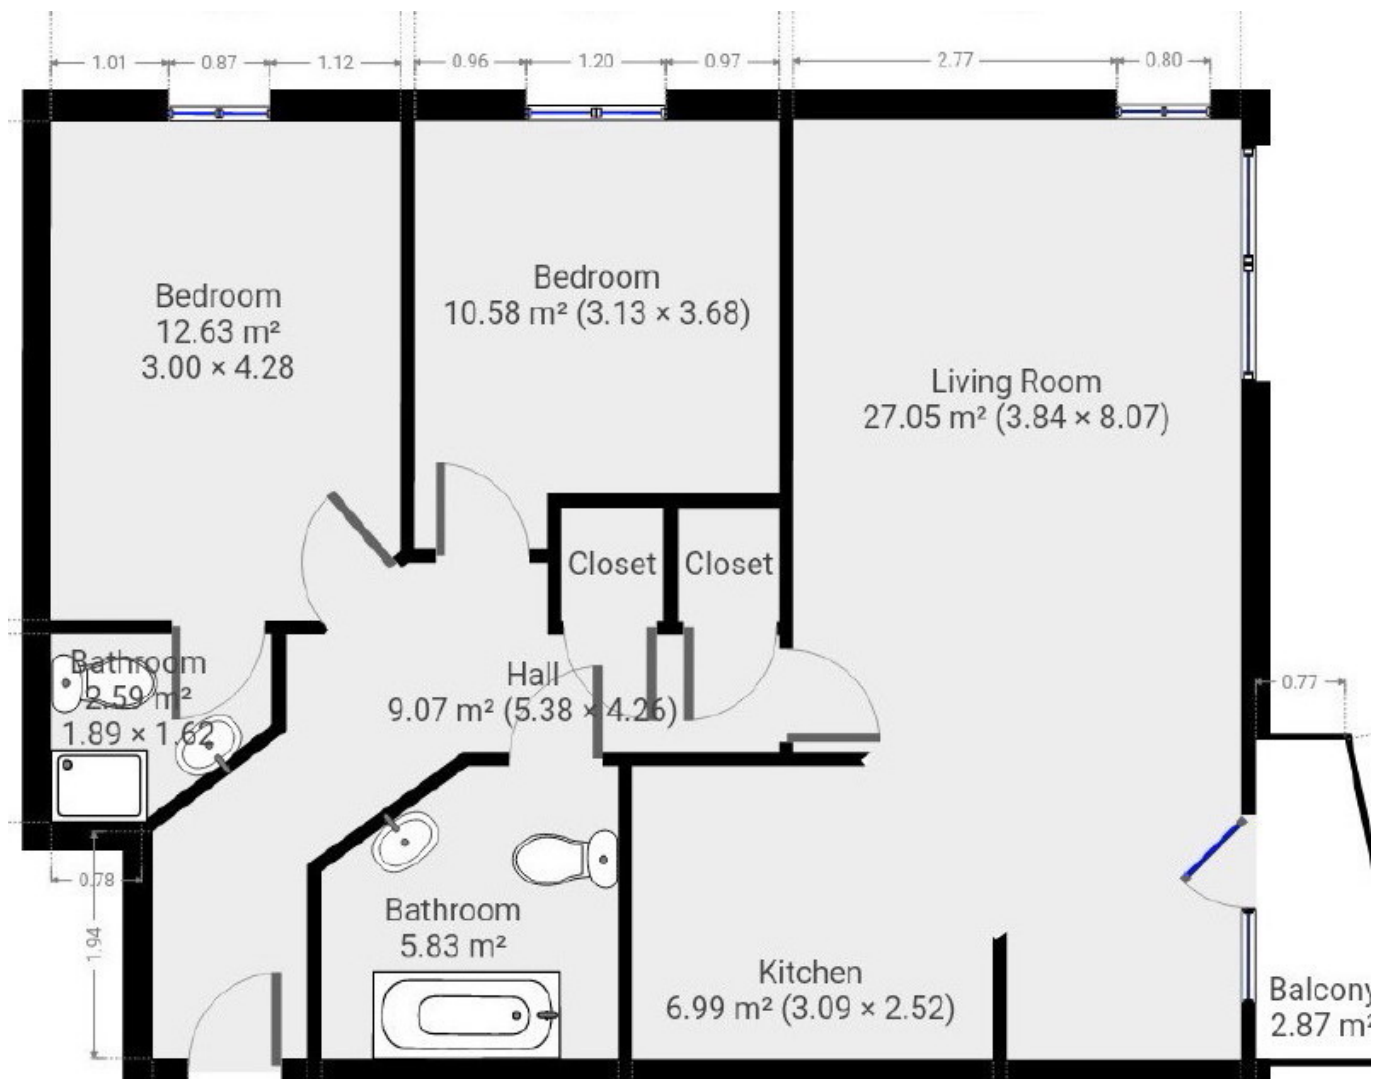 1.01
0.87
1.12
0.96
1.20
0.97
2.77
0.80
Bedroom
12.63 m²
3.00 × 4.28
Bedroom
10.58 m² (3.13 × 3.68)
Living Room
27.05 m² (3.84 × 8.07)
Closet
Closet
Bathroom
2.59 m²
1.89 × 1.62
Hall
9.07 m² (5.38 × 4.26)
0.77
0.78
1.94
Bathroom
5.83 m²
Kitchen
6.99 m² (3.09 × 2.52)
Balcony
2.87 m²